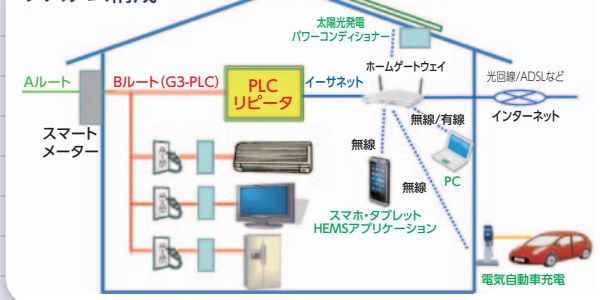 太陽光発電
パワーコンディショナー
ホームゲートウェイ
光回線/ADSLなど
Aルート
Bルート(G3-PLC)
PLC
リピータ
イーサネット
インターネット
スマート
メーター
無線/有線
無線
無線
PC
スマホ・タブレット
HEMSアプリケーション
電気自動車充電